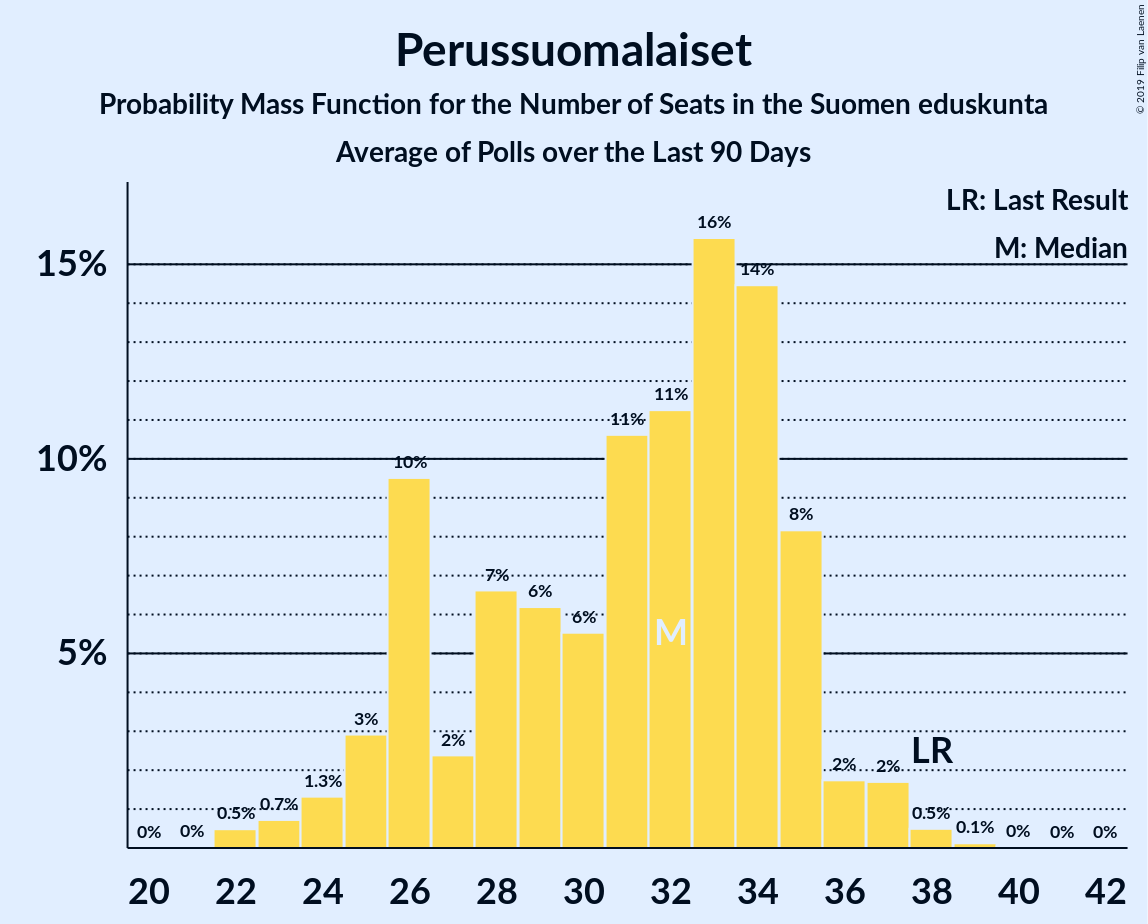 Perussuomalaiset
Probability Mass Function for the Number of Seats in the Suomen eduskunta
Average of Polls over the Last 90 Days
© 2019 Filip van Laenen
LR: Last Result
M: Median
15%
10%
5%
0% 0% 0.5% 0.7% 1.3% 3% 10% 2% 7% 6% 6% 11% 11% 16% 14% 8% 2% 2% 0.5% 0.1% 0% 0% 0%
M
LR
20 22 24 26 28 30 32 34 36 38 40 42